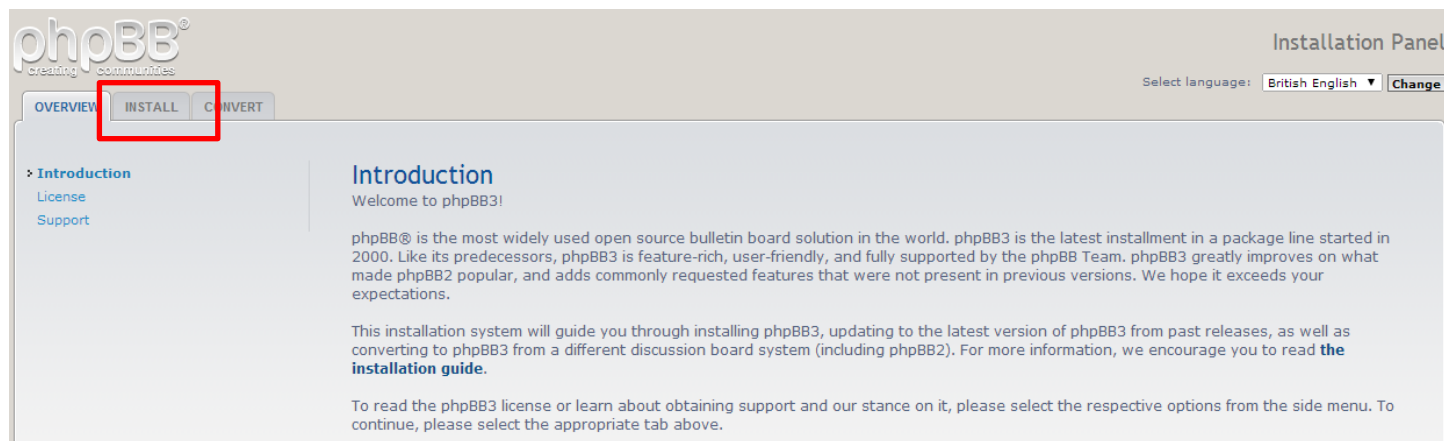 phpBB®
creating communities
Installation Panel
Select language: British English ▼ Change
OVERVIEW INSTALL CONVERT
Introduction
License
Support
Introduction
Welcome to phpBB3!
phpBB® is the most widely used open source bulletin board solution in the world. phpBB3 is the latest installment in a package line started in
2000. Like its predecessors, phpBB3 is feature-rich, user-friendly, and fully supported by the phpBB Team. phpBB3 greatly improves on what
made phpBB2 popular, and adds commonly requested features that were not present in previous versions. We hope it exceeds your
expectations.
This installation system will guide you through installing phpBB3, updating to the latest version of phpBB3 from past releases, as well as
converting to phpBB3 from a different discussion board system (including phpBB2). For more information, we encourage you to read the
installation guide.
To read the phpBB3 license or learn about obtaining support and our stance on it, please select the respective options from the side menu. To
continue, please select the appropriate tab above.